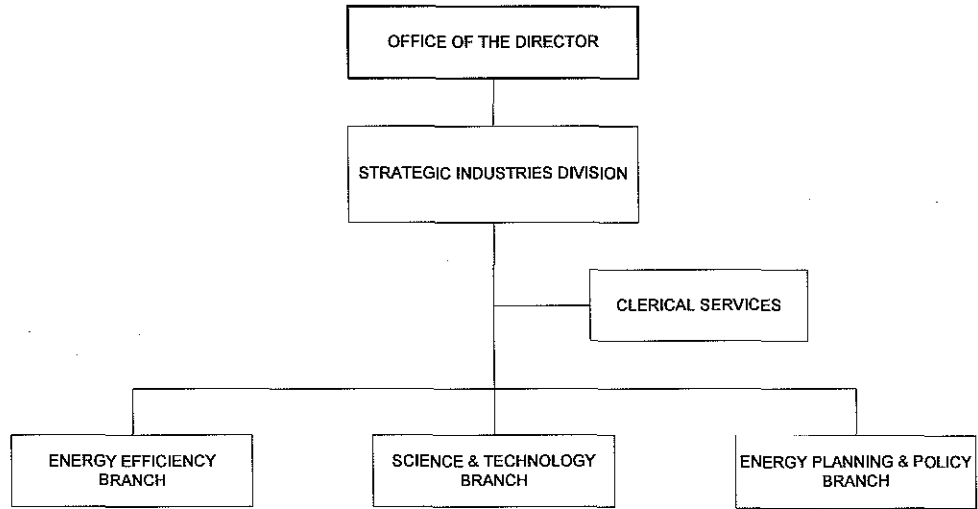 OFFICE OF THE DIRECTOR
STRATEGIC INDUSTRIES DIVISION
CLERICAL SERVICES
ENERGY EFFICIENCY
BRANCH
SCIENCE & TECHNOLOGY
BRANCH
ENERGY PLANNING & POLICY
BRANCH